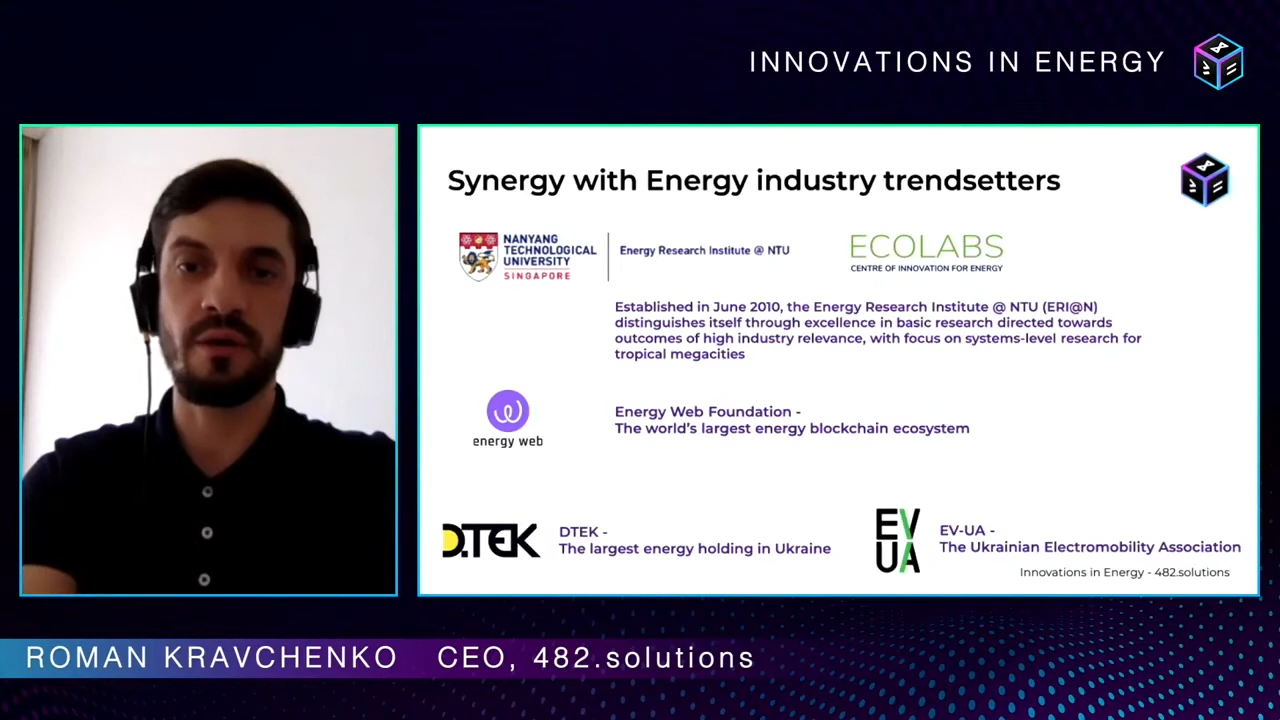 INNOVATIONS IN ENERGY
Synergy with Energy industry trendsetters
NANYANG
TECHNOLOGICAL
UNIVERSITY
SINGAPORE
Energy Research Institute @ NTU
ECOLABS
CENTRE OF INNOVATION FOR ENERGY
Established in June 2010, the Energy Research Institute @ NTU (ERI@N)
distinguishes itself through excellence in basic research directed towards
outcomes of high industry relevance, with focus on systems-level research for
tropical megacities
energy web
Energy Web Foundation -
The world's largest energy blockchain ecosystem
D.TEK
DTEK -
The largest energy holding in Ukraine
EV
UA
EV-UA -
The Ukrainian Electromobility Association
Innovations in Energy - 482.solutions
ROMAN KRAVCHENKO CEO, 482.solutions